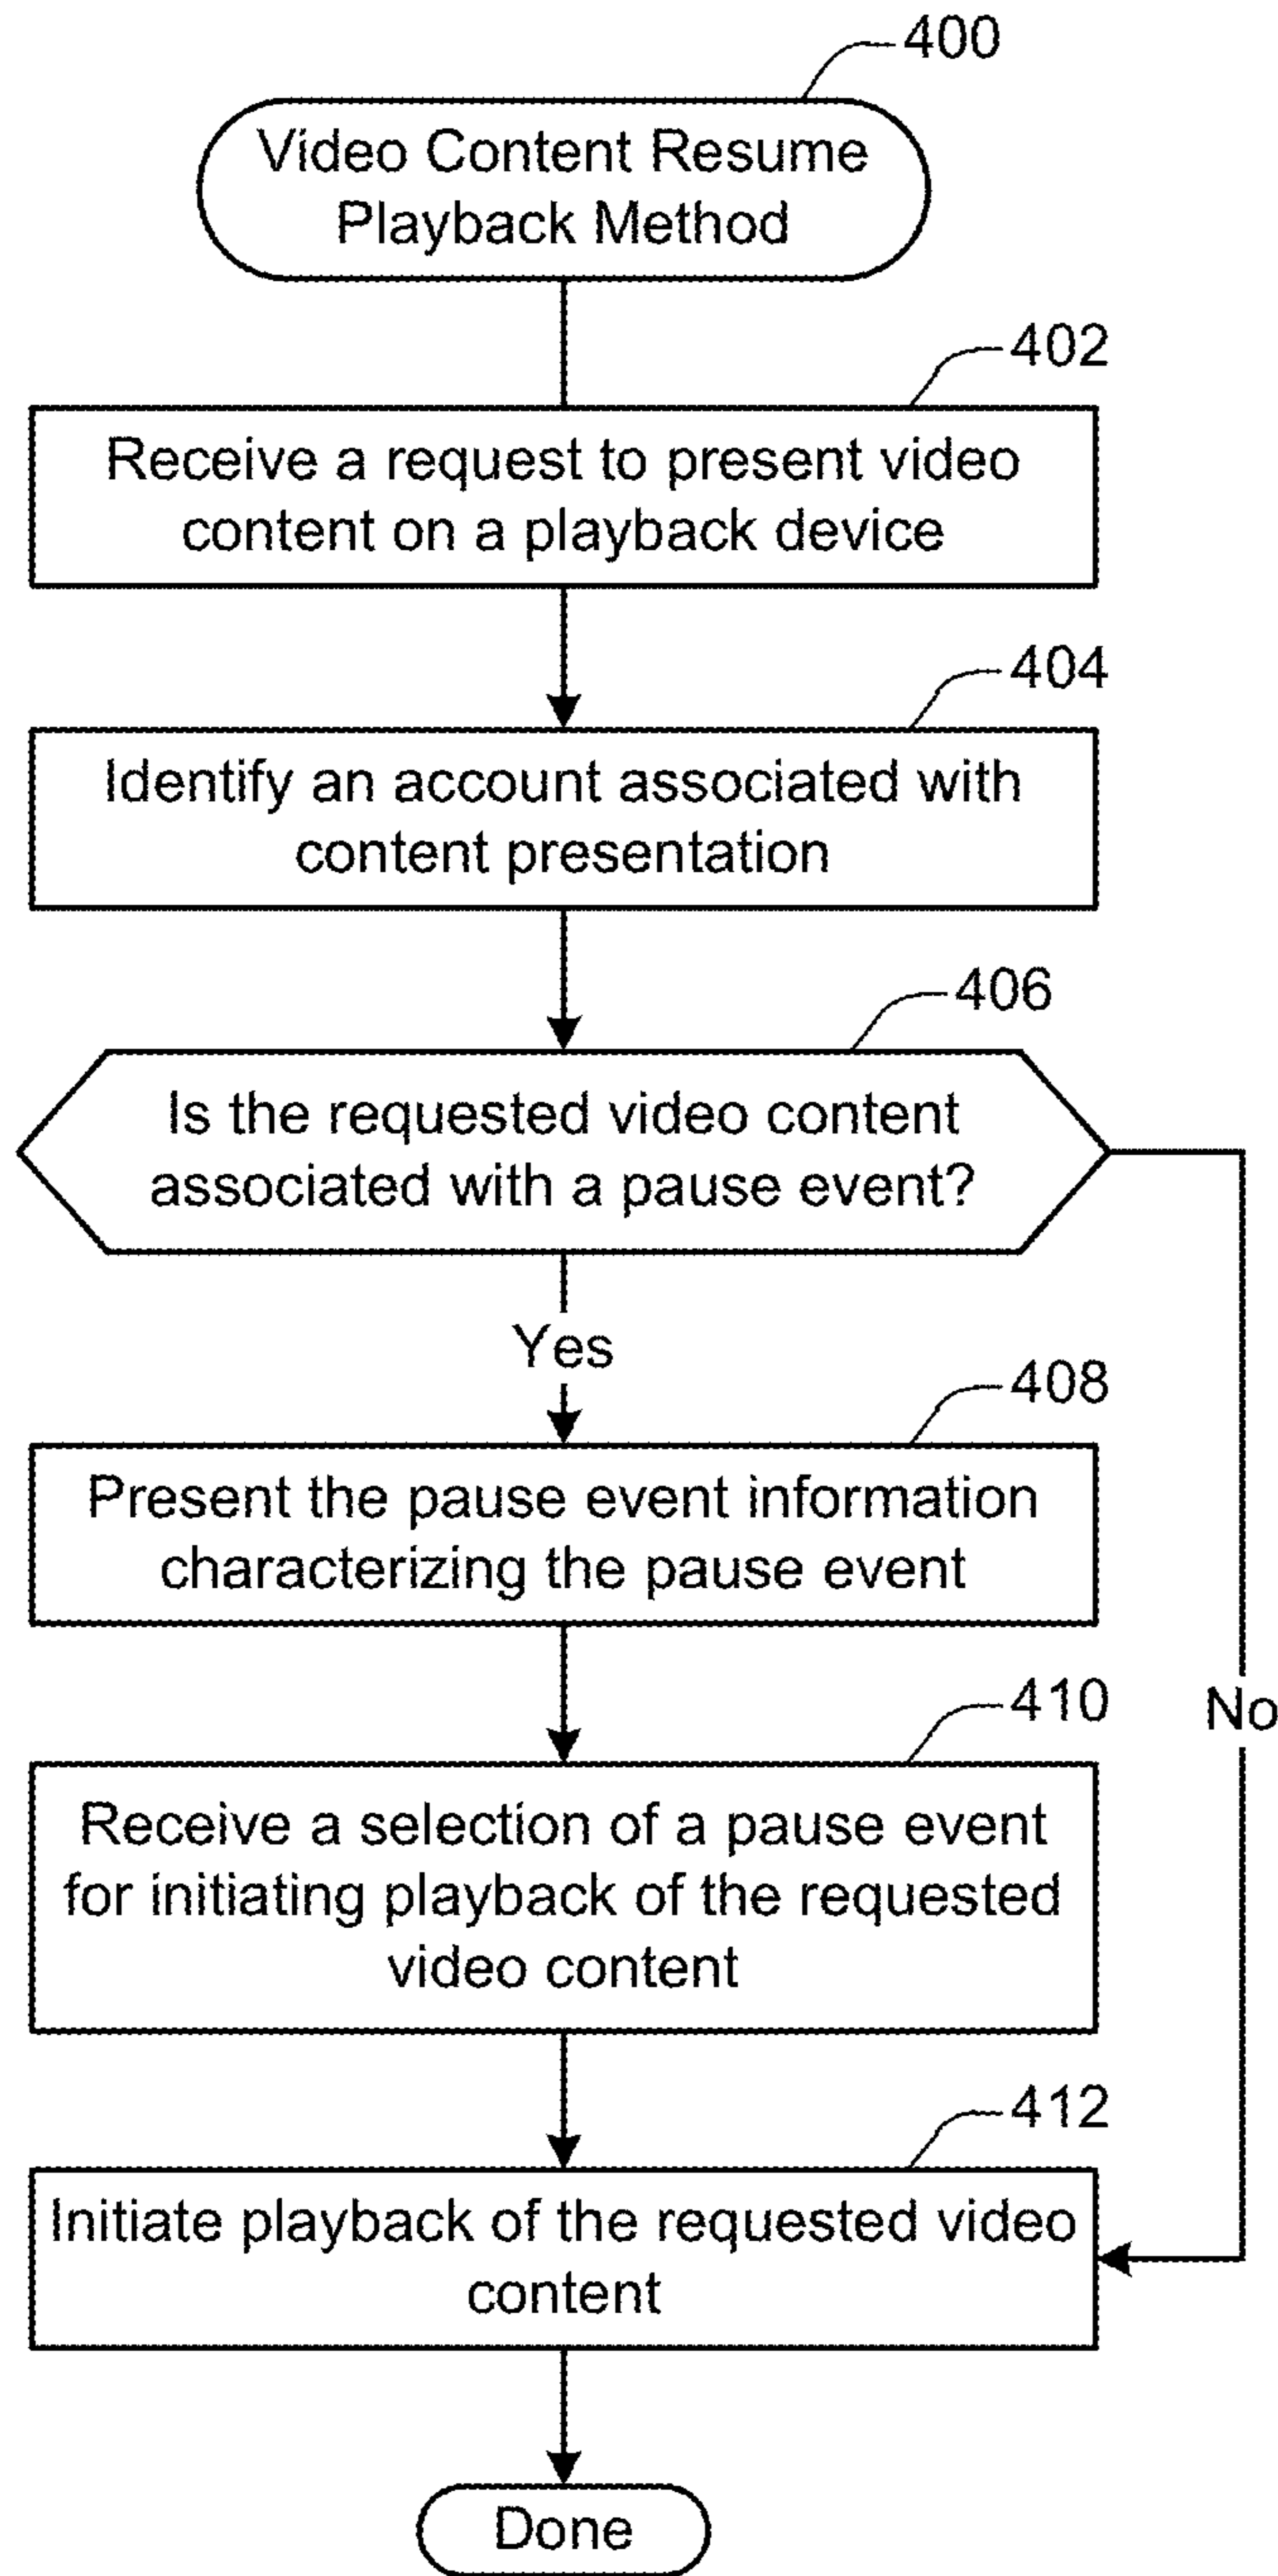 400
Video Content Resume
Playback Method
402
Receive a request to present video
content on a playback device
404
Identify an account associated with
content presentation
406
Is the requested video content
associated with a pause event?
Yes
408
Present the pause event information
characterizing the pause event
410
No
Receive a selection of a pause event
for initiating playback of the requested
video content
412
Initiate playback of the requested video
content
Done